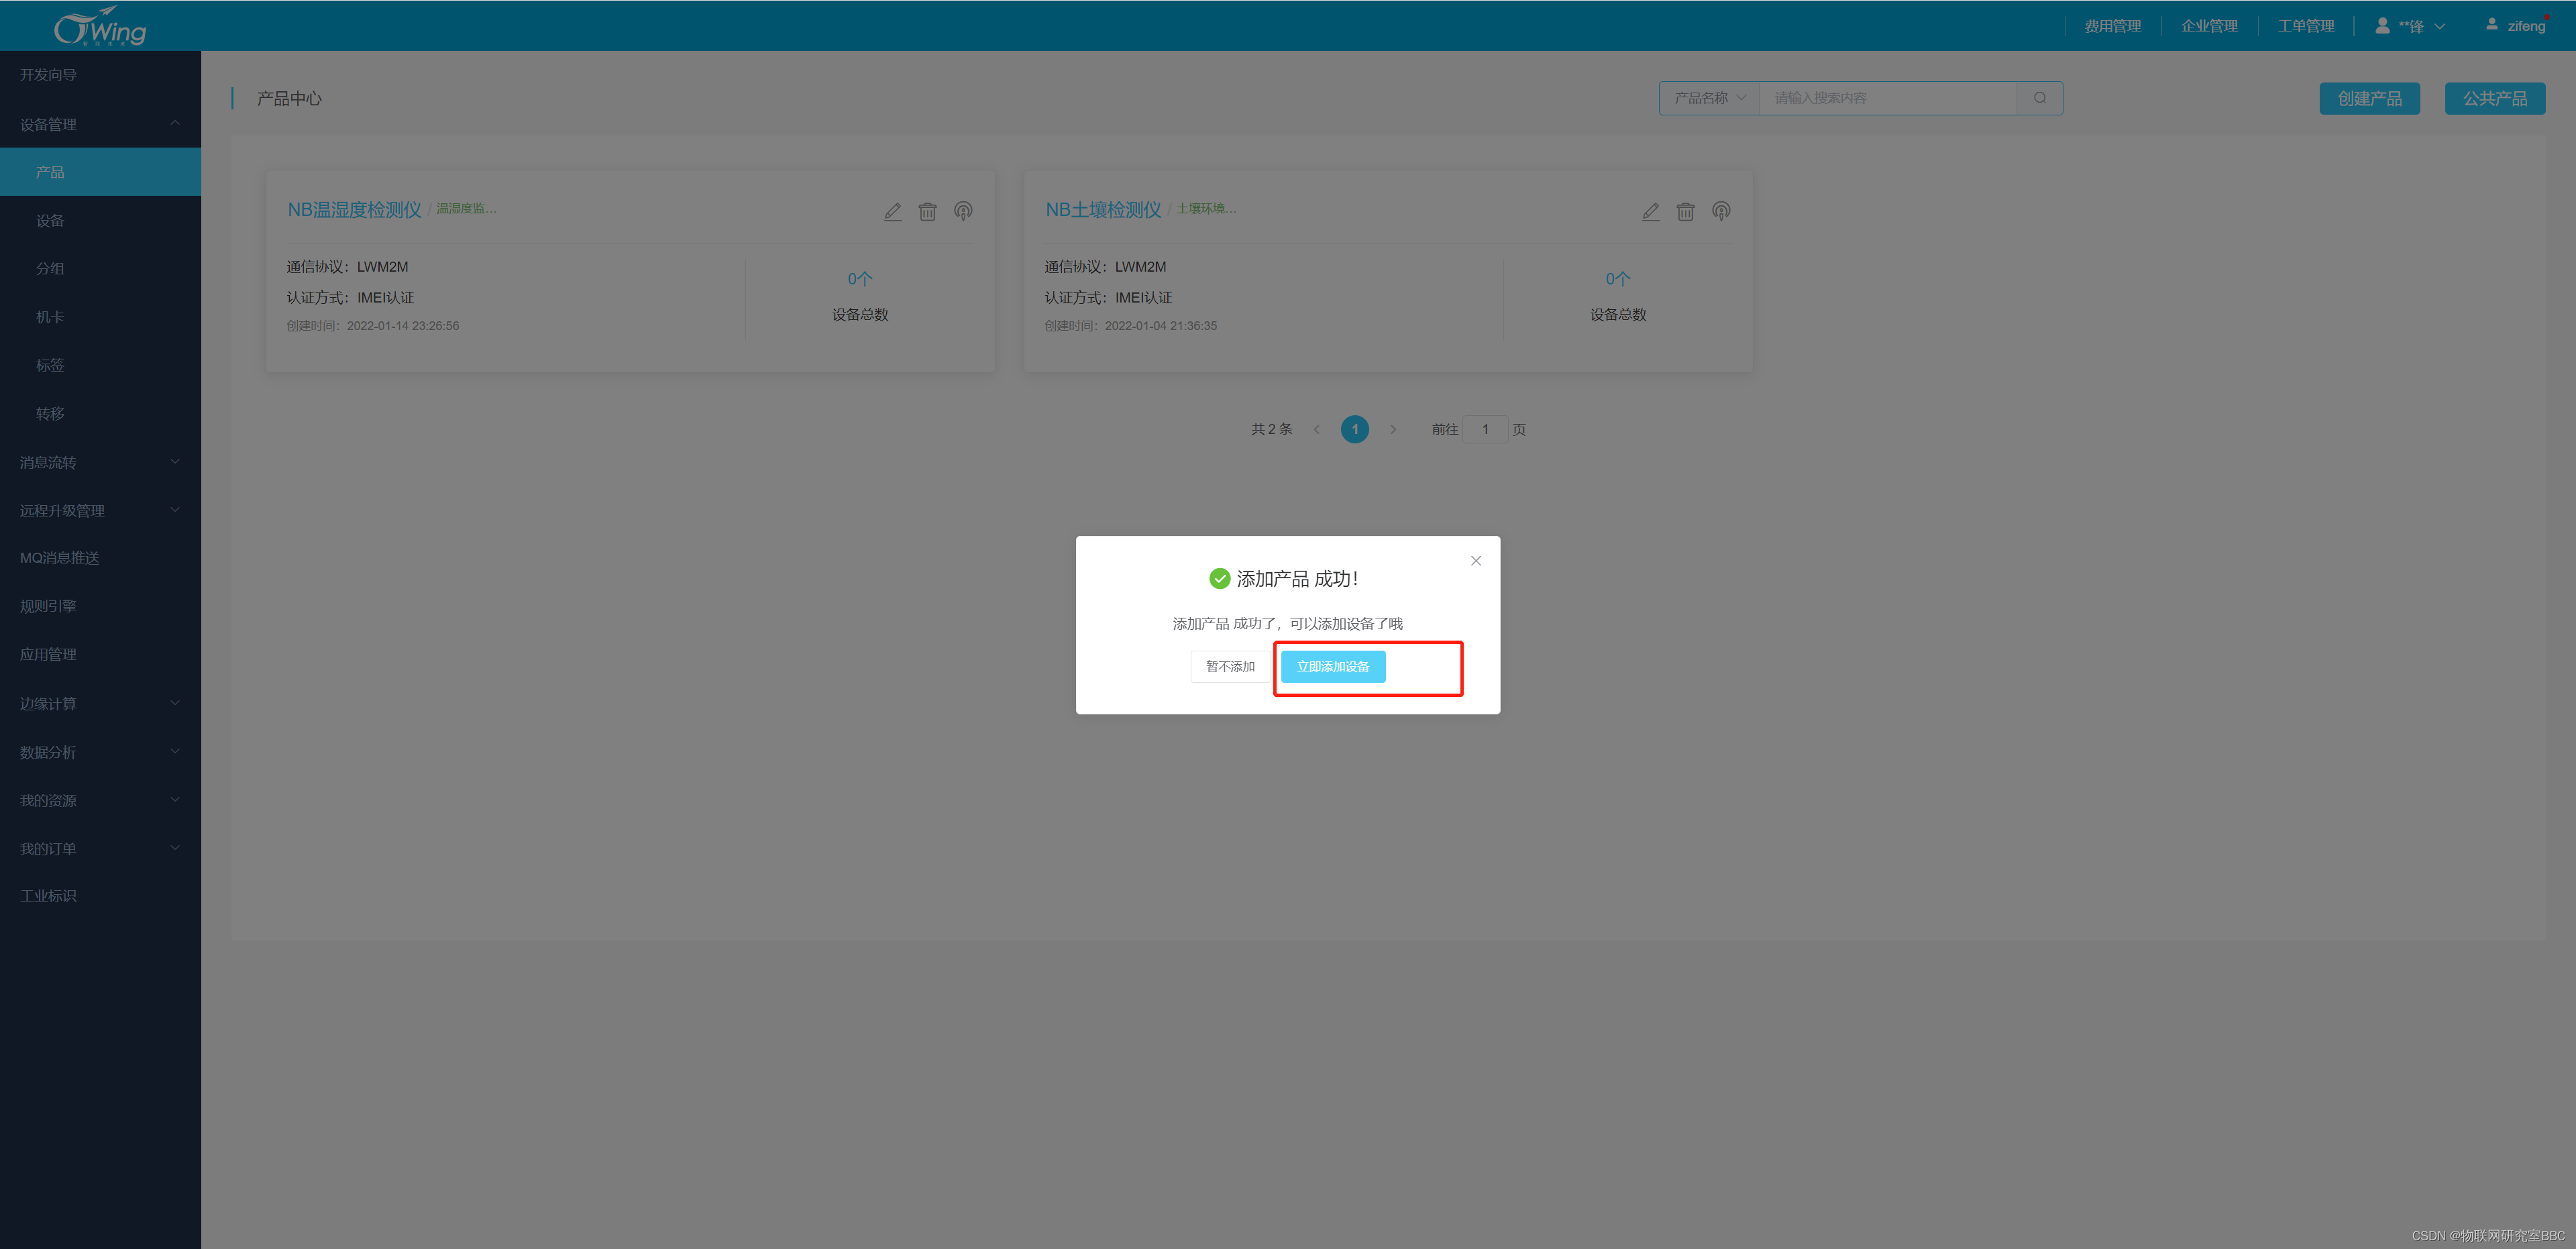 Wing
费用管理
企业管理
工单管理
**锋
zifeng
开发向导
设备管理
产品
设备
分组
机卡
标签
转移
消息流转
远程升级管理
MQ消息推送
规则引擎
应用管理
边缘计算
数据分析
我的资源
我的订单
工业标识
产品中心
产品名称
请输入搜索内容
创建产品
公共产品
NB温湿度检测仪 / 温湿度监...
通信协议：LWM2M
认证方式：IMEI认证
创建时间：2022-01-14 23:26:56
0个
设备总数
NB土壤检测仪 / 土壤环境...
通信协议：LWM2M
认证方式：IMEI认证
创建时间：2022-01-04 21:36:35
0个
设备总数
共 2 条 1 前往 1 页
添加产品 成功！
添加产品 成功了，可以添加设备了哦
暂不添加
立即添加设备
CSDN @物联网研究室BBC